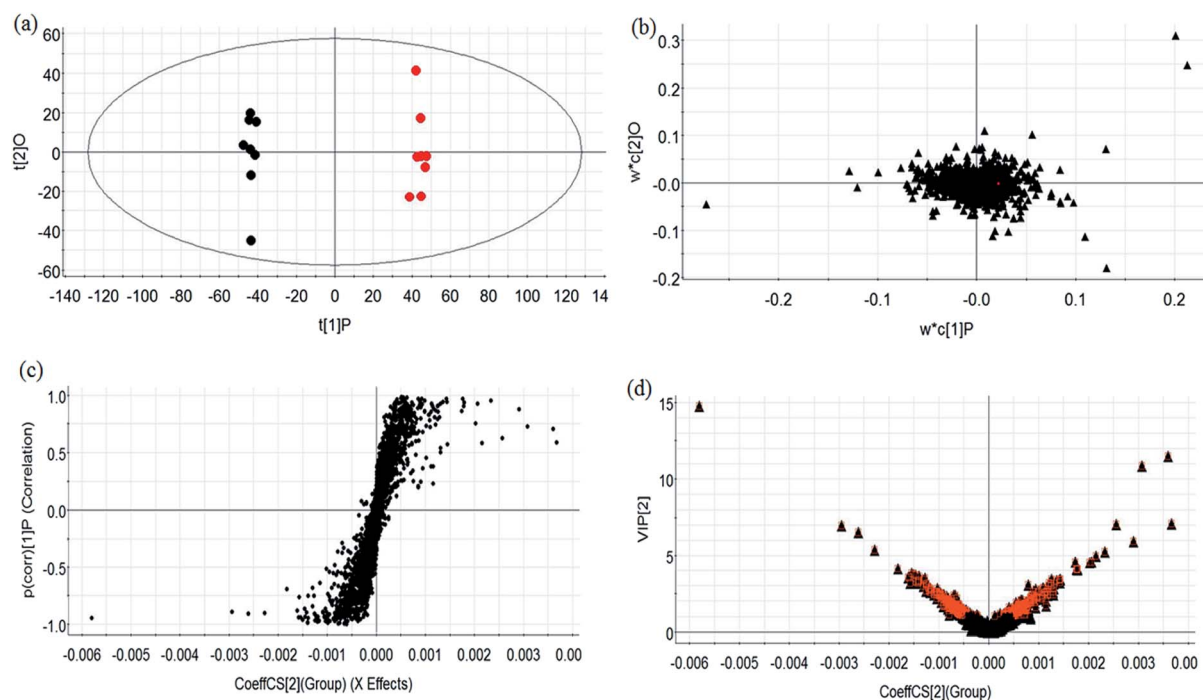 (a)
60
40
20
0
-20
-40
-60
t[2]O
-140 -120 -100 -80 -60 -40 -20 0 20 40 60 80 100 120 14
t[1]P
(b)
0.3
0.2
0.1
-0.0
-0.1
-0.2
w*c[2]O
-0.2 -0.1 -0.0 0.1 0.2
w*c[1]P
(c)
1.0
0.5
0.0
-0.5
-1.0
p(corr)[1]P (Correlation)
-0.006 -0.005 -0.004 -0.003 -0.002 -0.001 0.000 0.001 0.002 0.003 0.00
CoeffCS[2](Group) (X Effects)
(d)
15
10
5
0
VIP[2]
-0.006 -0.005 -0.004 -0.003 -0.002 -0.001 0.000 0.001 0.002 0.003 0.00
CoeffCS[2](Group)